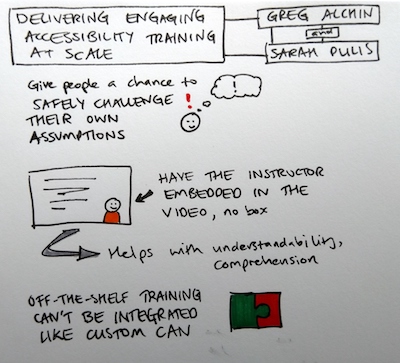 DELIVERING ENGAGING
ACCESSIBILITY TRAINING
AT SCALE
GREG ALCHIN
and
SARAH PULIS
Give people a chance to
SAFELY CHALLENGE !
THEIR OWN
ASSUMPTIONS
!
HAVE THE INSTRUCTOR
EMBEDDED IN THE
VIDEO, no box
Helps with understandability,
comprehension
OFF-THE-SHELF TRAINING
CAN'T BE INTEGRATED
LIKE CUSTOM CAN